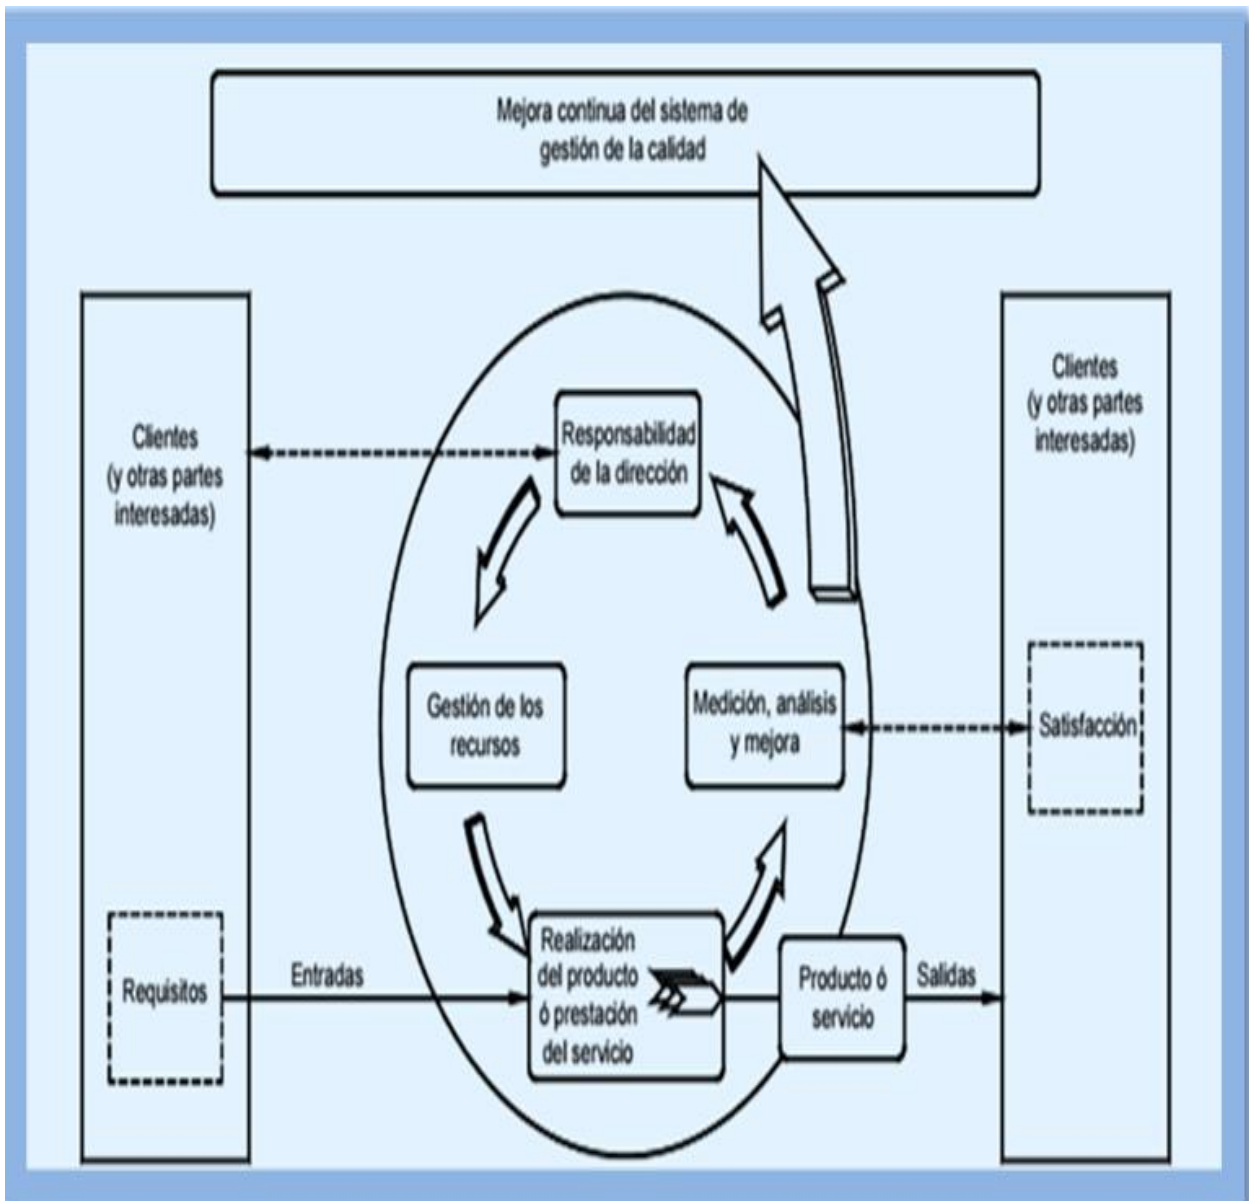 Mejora continua del sistema de
gestión de la calidad
Clientes
(y otras partes
interesadas)
Responsabilidad
de la dirección
Clientes
(y otras partes
interesadas)
Gestión de los
recursos
Medición, análisis
y mejora
Satisfacción
Requisitos
Entradas
Realización
del producto
ó prestación
del servicio
Producto ó
servicio
Salidas